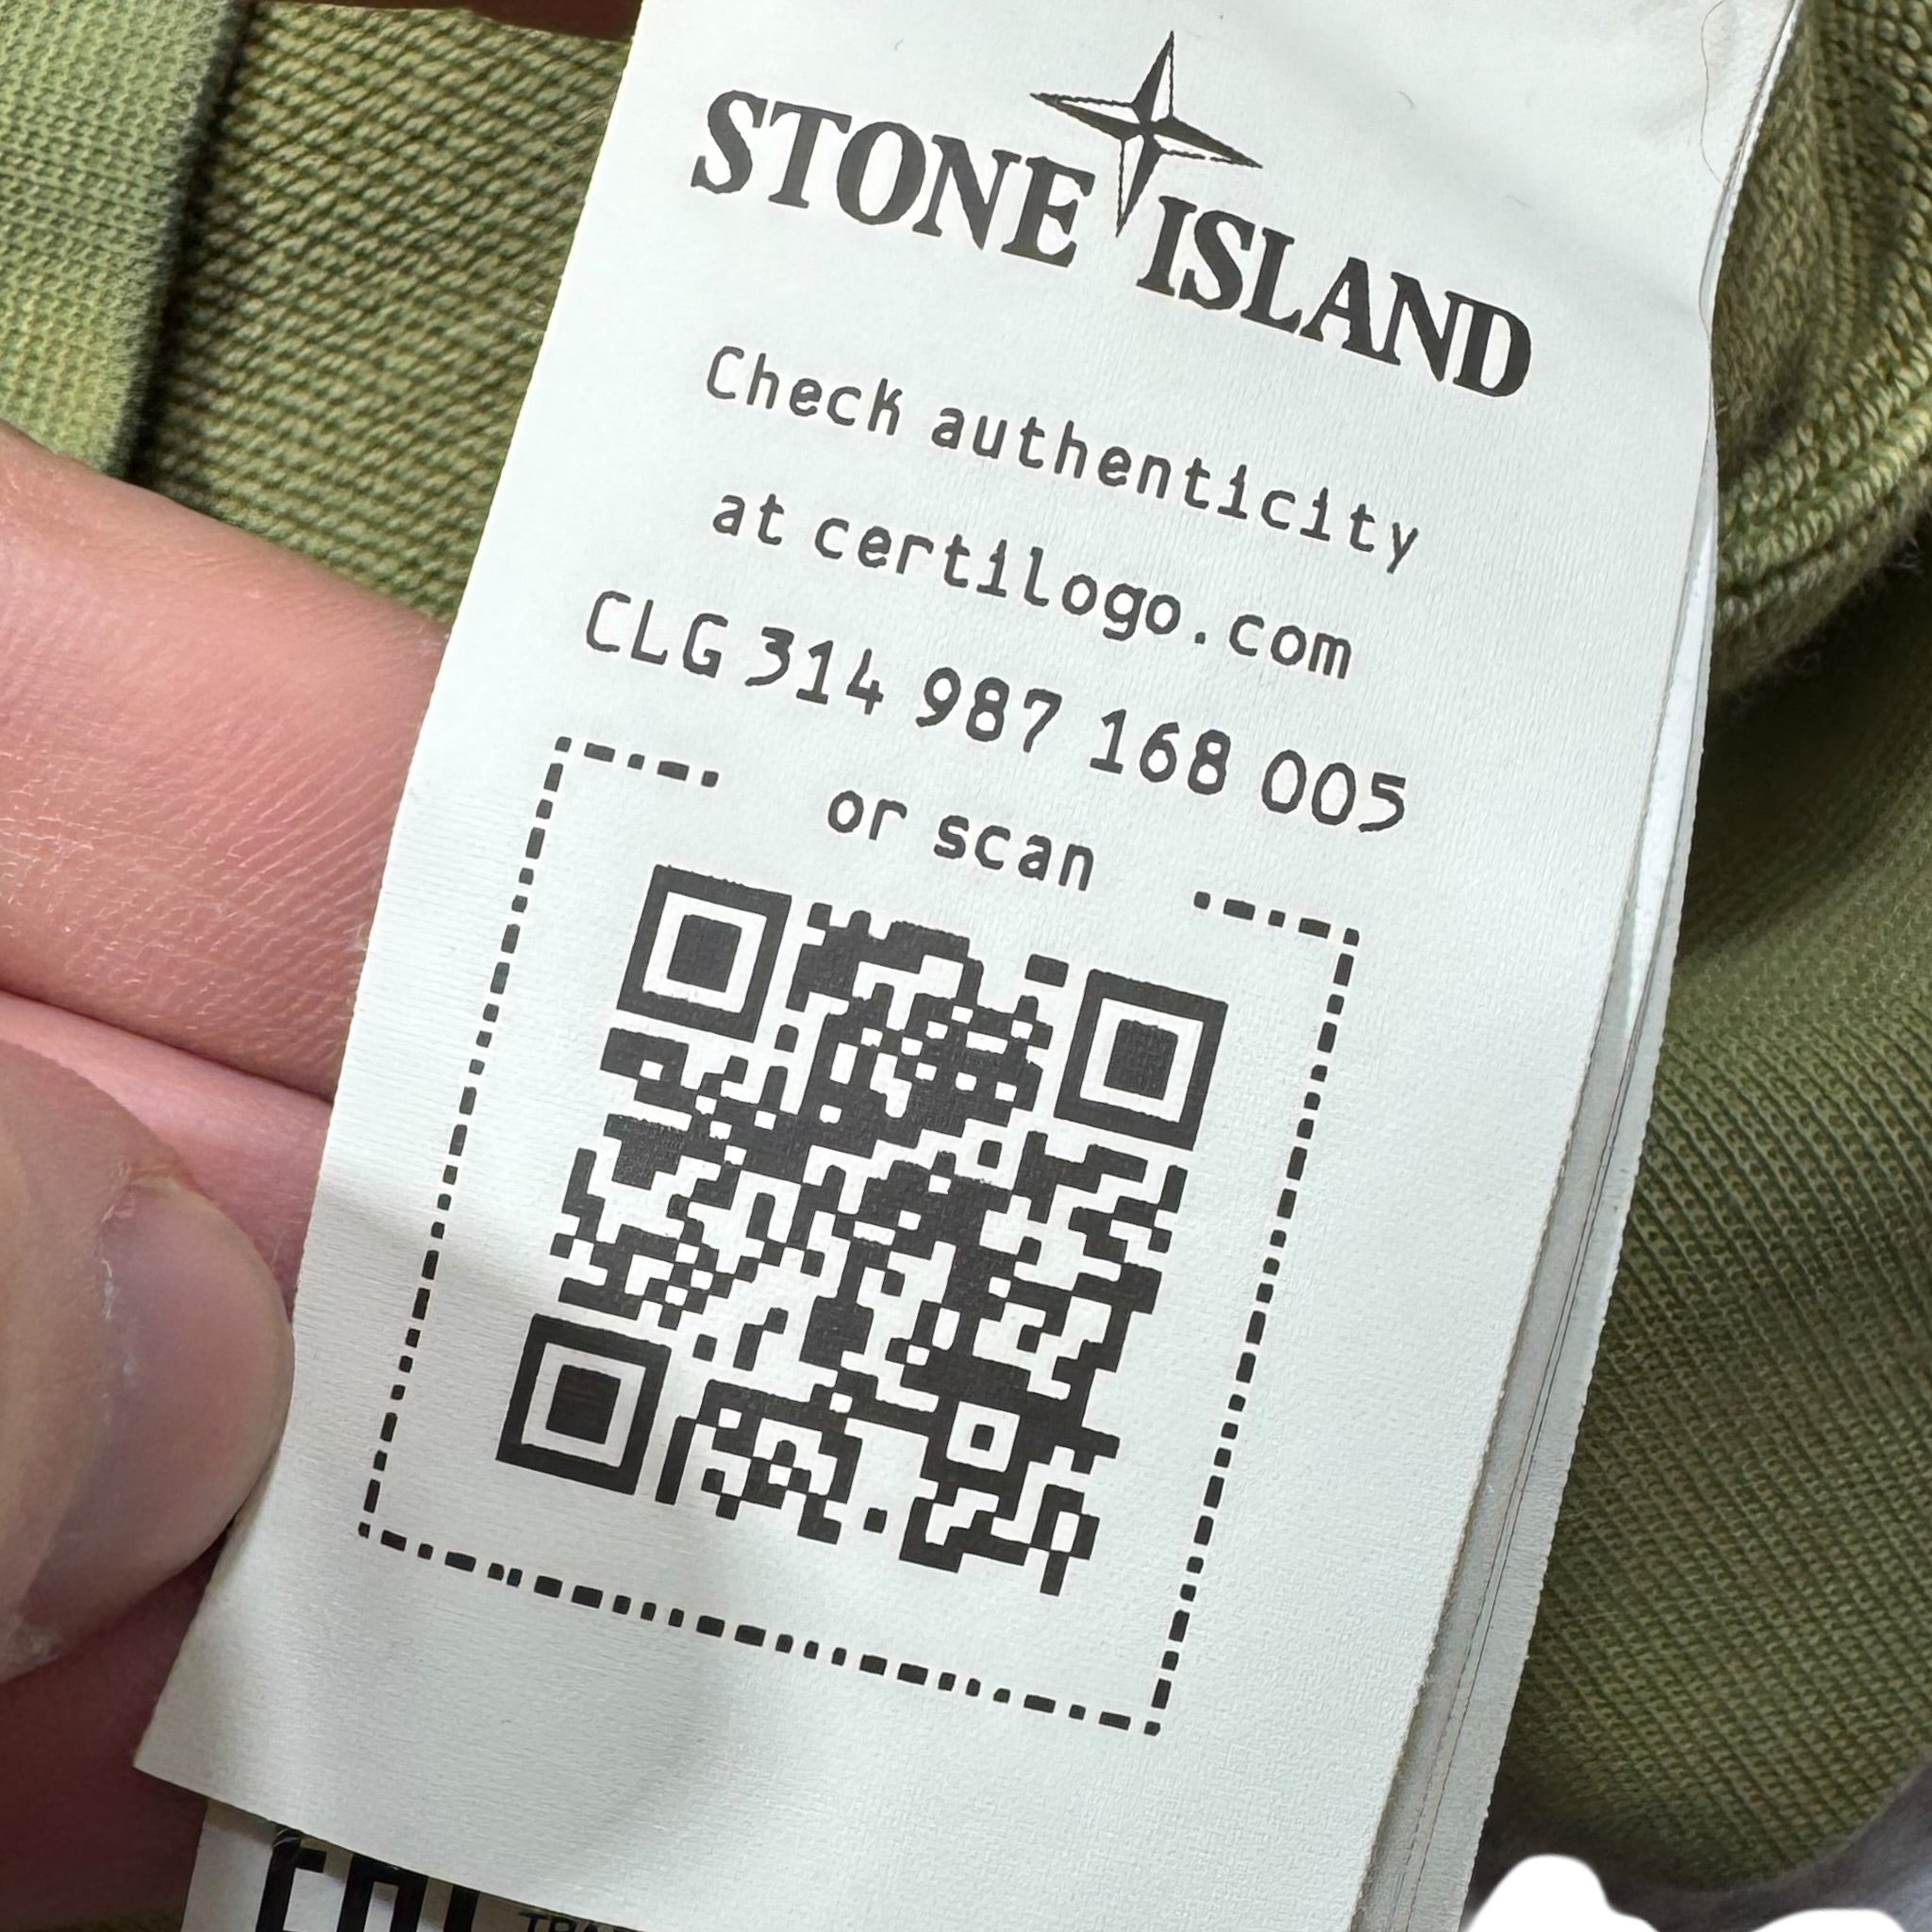 STONE ISLAND
Check authenticity
at certilogo.com
CLG 314 987 168 005
or scan